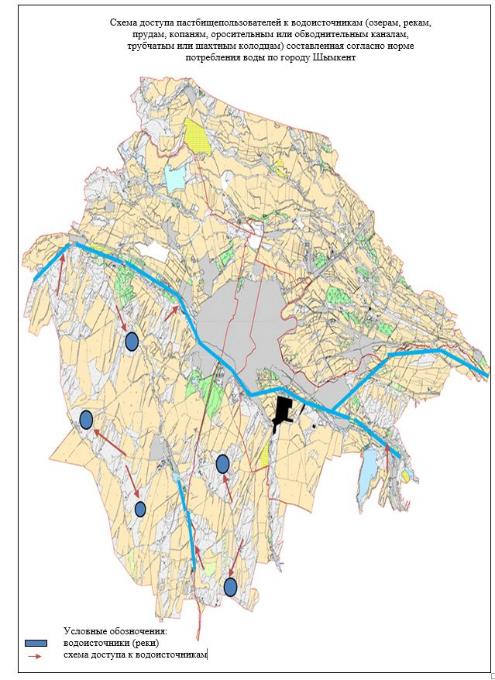 Схема доступа пастбищепользователей к водоисточникам (озерам, рекам,
прудам, копаням, оросительным или обводнительным каналам,
трубчатым или шахтным колодцам) составленная согласно норме
потребления воды по городу Шымкент
Условные обозначения:
водоисточники (реки)
схема доступа к водоисточникам